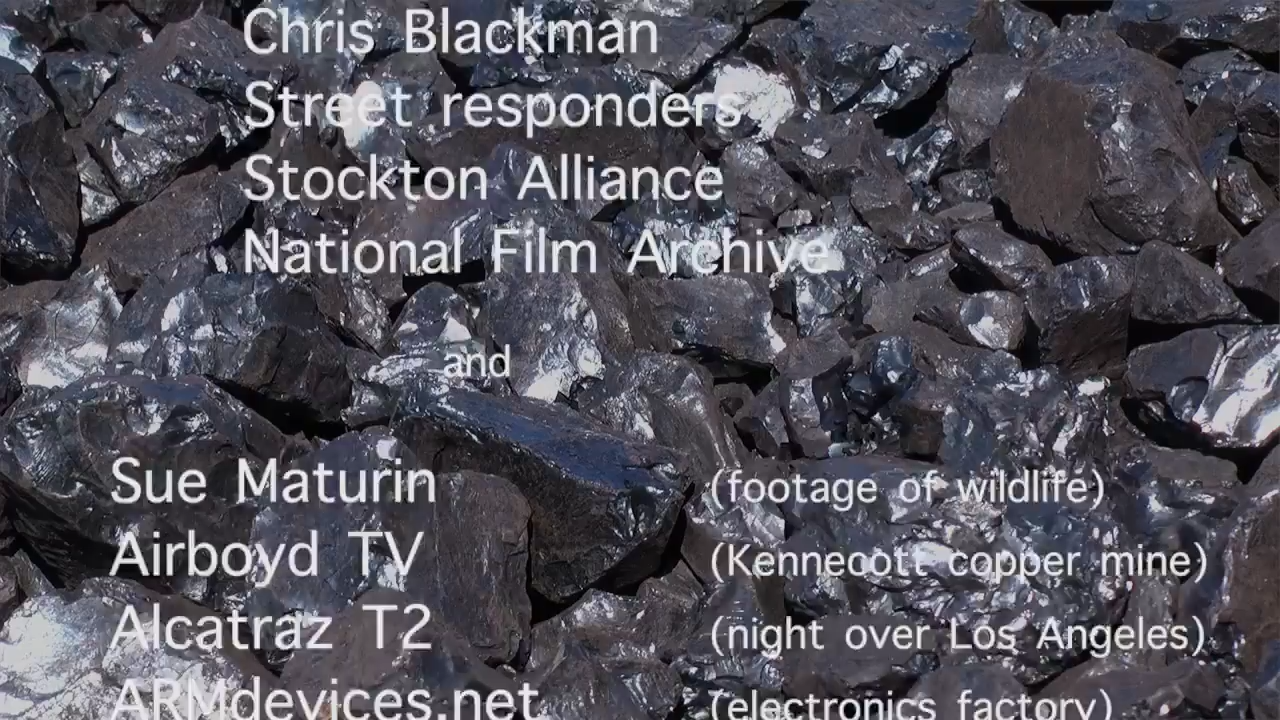 Chris Blackman
Street responders
Stockton Alliance
National Film Archive
and
Sue Maturin (footage of wildlife)
Airboyd TV (Kennecott copper mine)
Alcatraz T2 (night over Los Angeles)
ARMdevices.net (electronics factory)